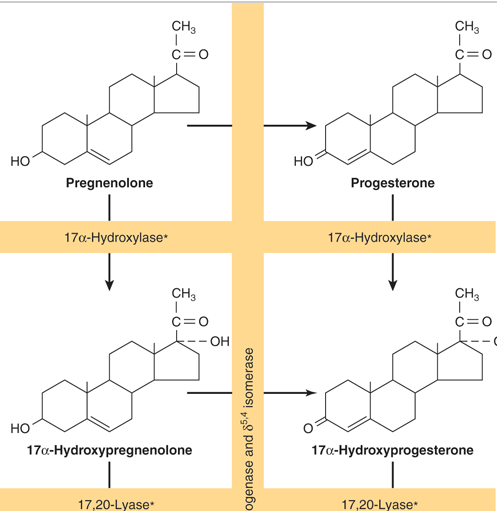 CH3
C=O
HO
Pregnenolone
CH3
C=O
HO
Progesterone
17α-Hydroxylase*
17α-Hydroxylase*
CH3
C=O
OH
HO
17α-Hydroxypregnenolone
CH3
C=O
O
17α-Hydroxyprogesterone
and δ5,4 isomerase
17,20-Lyase*
17,20-Lyase*